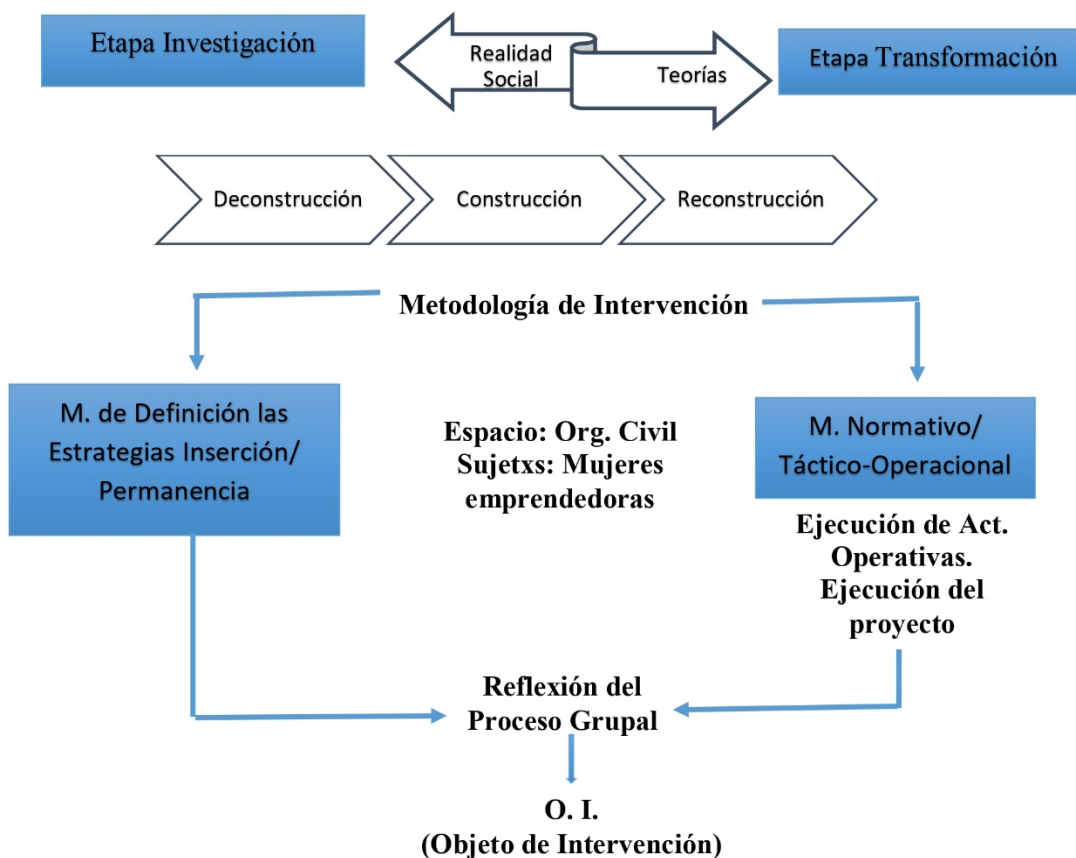 Etapa Investigación
Realidad
Social
Teorías
Etapa Transformación
Deconstrucción
Construcción
Reconstrucción
Metodología de Intervención
M. de Definición las
Estrategias Inserción/
Permanencia
Espacio: Org. Civil
Sujetxs: Mujeres
emprendedoras
M. Normativo/
Táctico-Operacional
Ejecución de Act.
Operativas.
Ejecución del
proyecto
Reflexión del
Proceso Grupal
O. I.
(Objeto de Intervención)